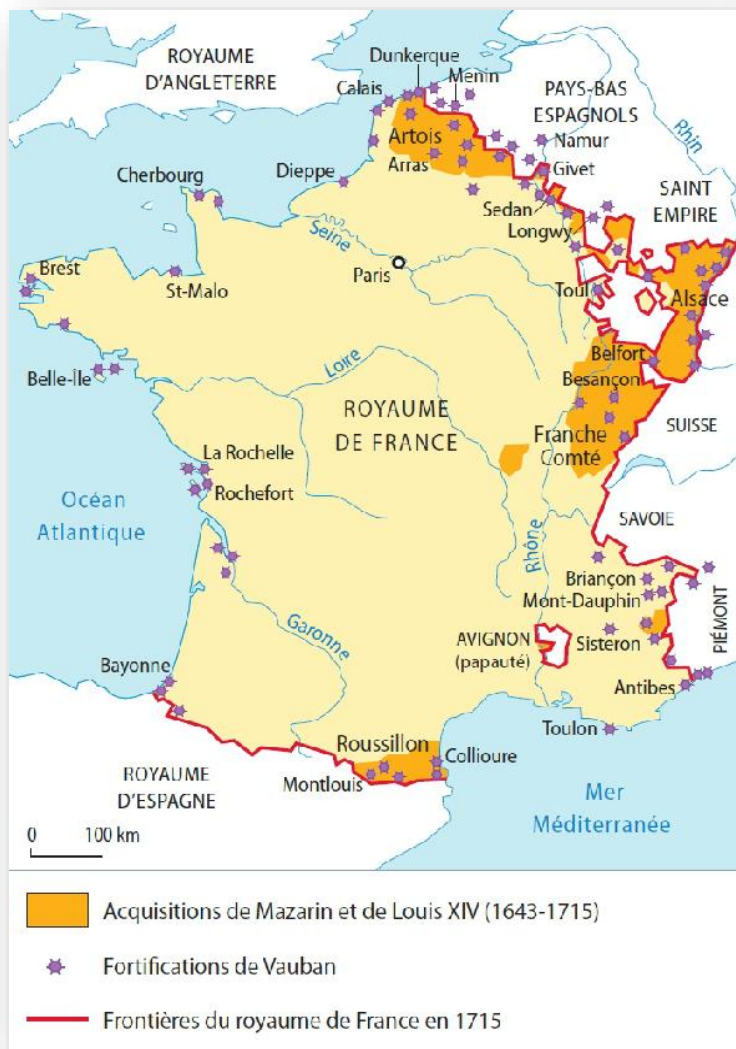 ROYAUME
D'ANGLETERRE
Dunkerque
Calais
Menin
PAYS-BAS
ESPAGNOLS
Rhin
Artois
Namur
Arras
Givet
Cherbourg
Dieppe
SAINT
EMPIRE
Sedan
Longwy
Seine
Brest
St-Malo
Paris
Toul
Alsace
Belfort
Besançon
Belle-Île
Loire
ROYAUME
DE FRANCE
Franche
Comté
SUISSE
La Rochelle
Rochefort
Océan
Atlantique
SAVOIE
Rhône
Briançon
Mont-Dauphin
PIÉMONT
Garonne
AVIGNON
(papauté)
Sisteron
Bayonne
Antibes
Toulon
Roussillon
Collioure
Montlouis
ROYAUME
D'ESPAGNE
Mer
Méditerranée
0 100 km
Acquisitions de Mazarin et de Louis XIV (1643-1715)
Fortifications de Vauban
Frontières du royaume de France en 1715